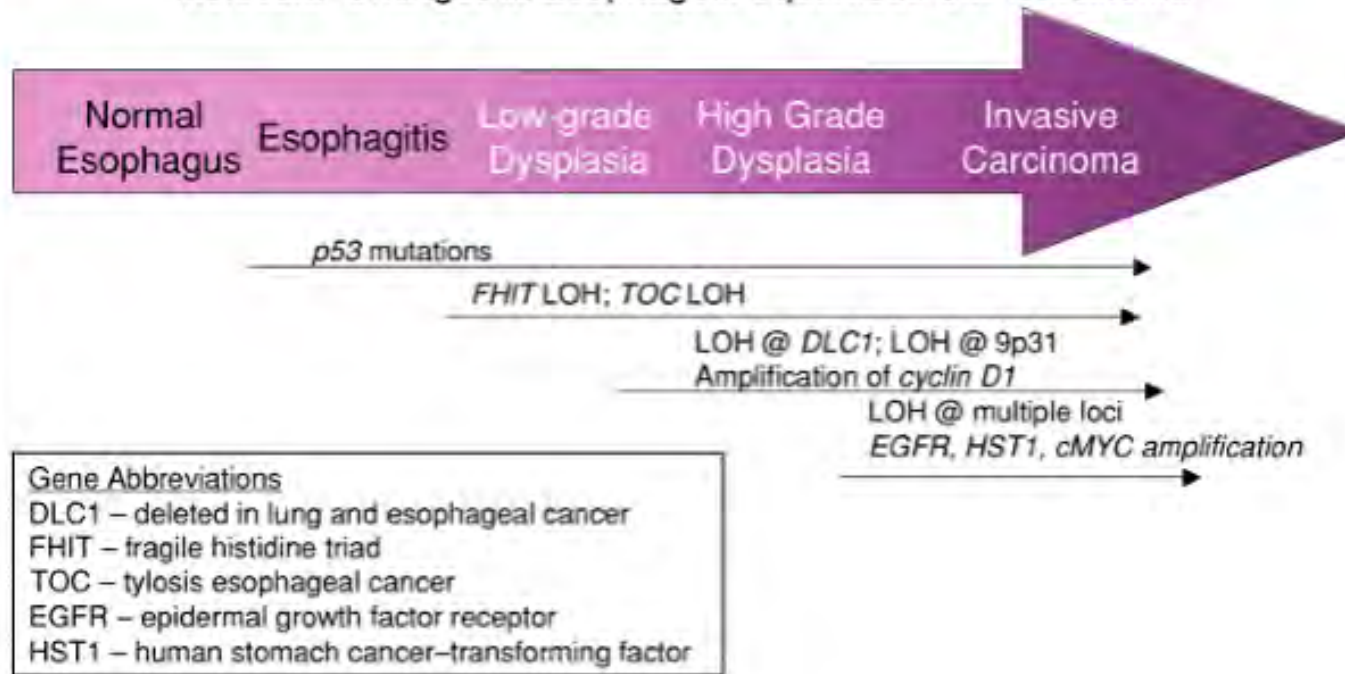 Normal
Esophagus
Esophagitis
Low-grade
Dysplasia
High Grade
Dysplasia
Invasive
Carcinoma
p53 mutations
FHIT LOH; TOC LOH
LOH @ DLC1; LOH @ 9p31
Amplification of cyclin D1
LOH @ multiple loci
EGFR, HST1, cMYC amplification
Gene Abbreviations
DLC1 – deleted in lung and esophageal cancer
FHIT – fragile histidine triad
TOC – tylosis esophageal cancer
EGFR – epidermal growth factor receptor
HST1 – human stomach cancer–transforming factor